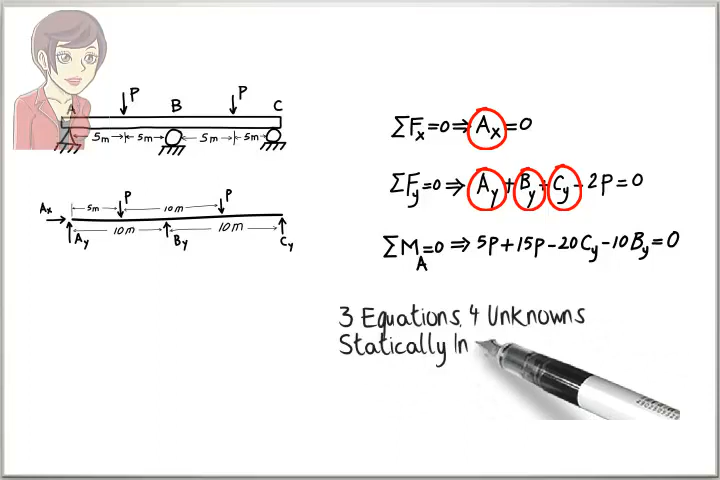 A
P
B
P
C
5m
5m
5m
5m
ΣFx=0⇒Ax=0
ΣFy=0⇒Ay+By+Cy-2P=0
ΣM_A=0⇒5P+15P-20Cy-10By=0
Ax
5m
P
10m
P
Ay
10m
By
10m
Cy
3 Equations, 4 Unknowns
Statically In